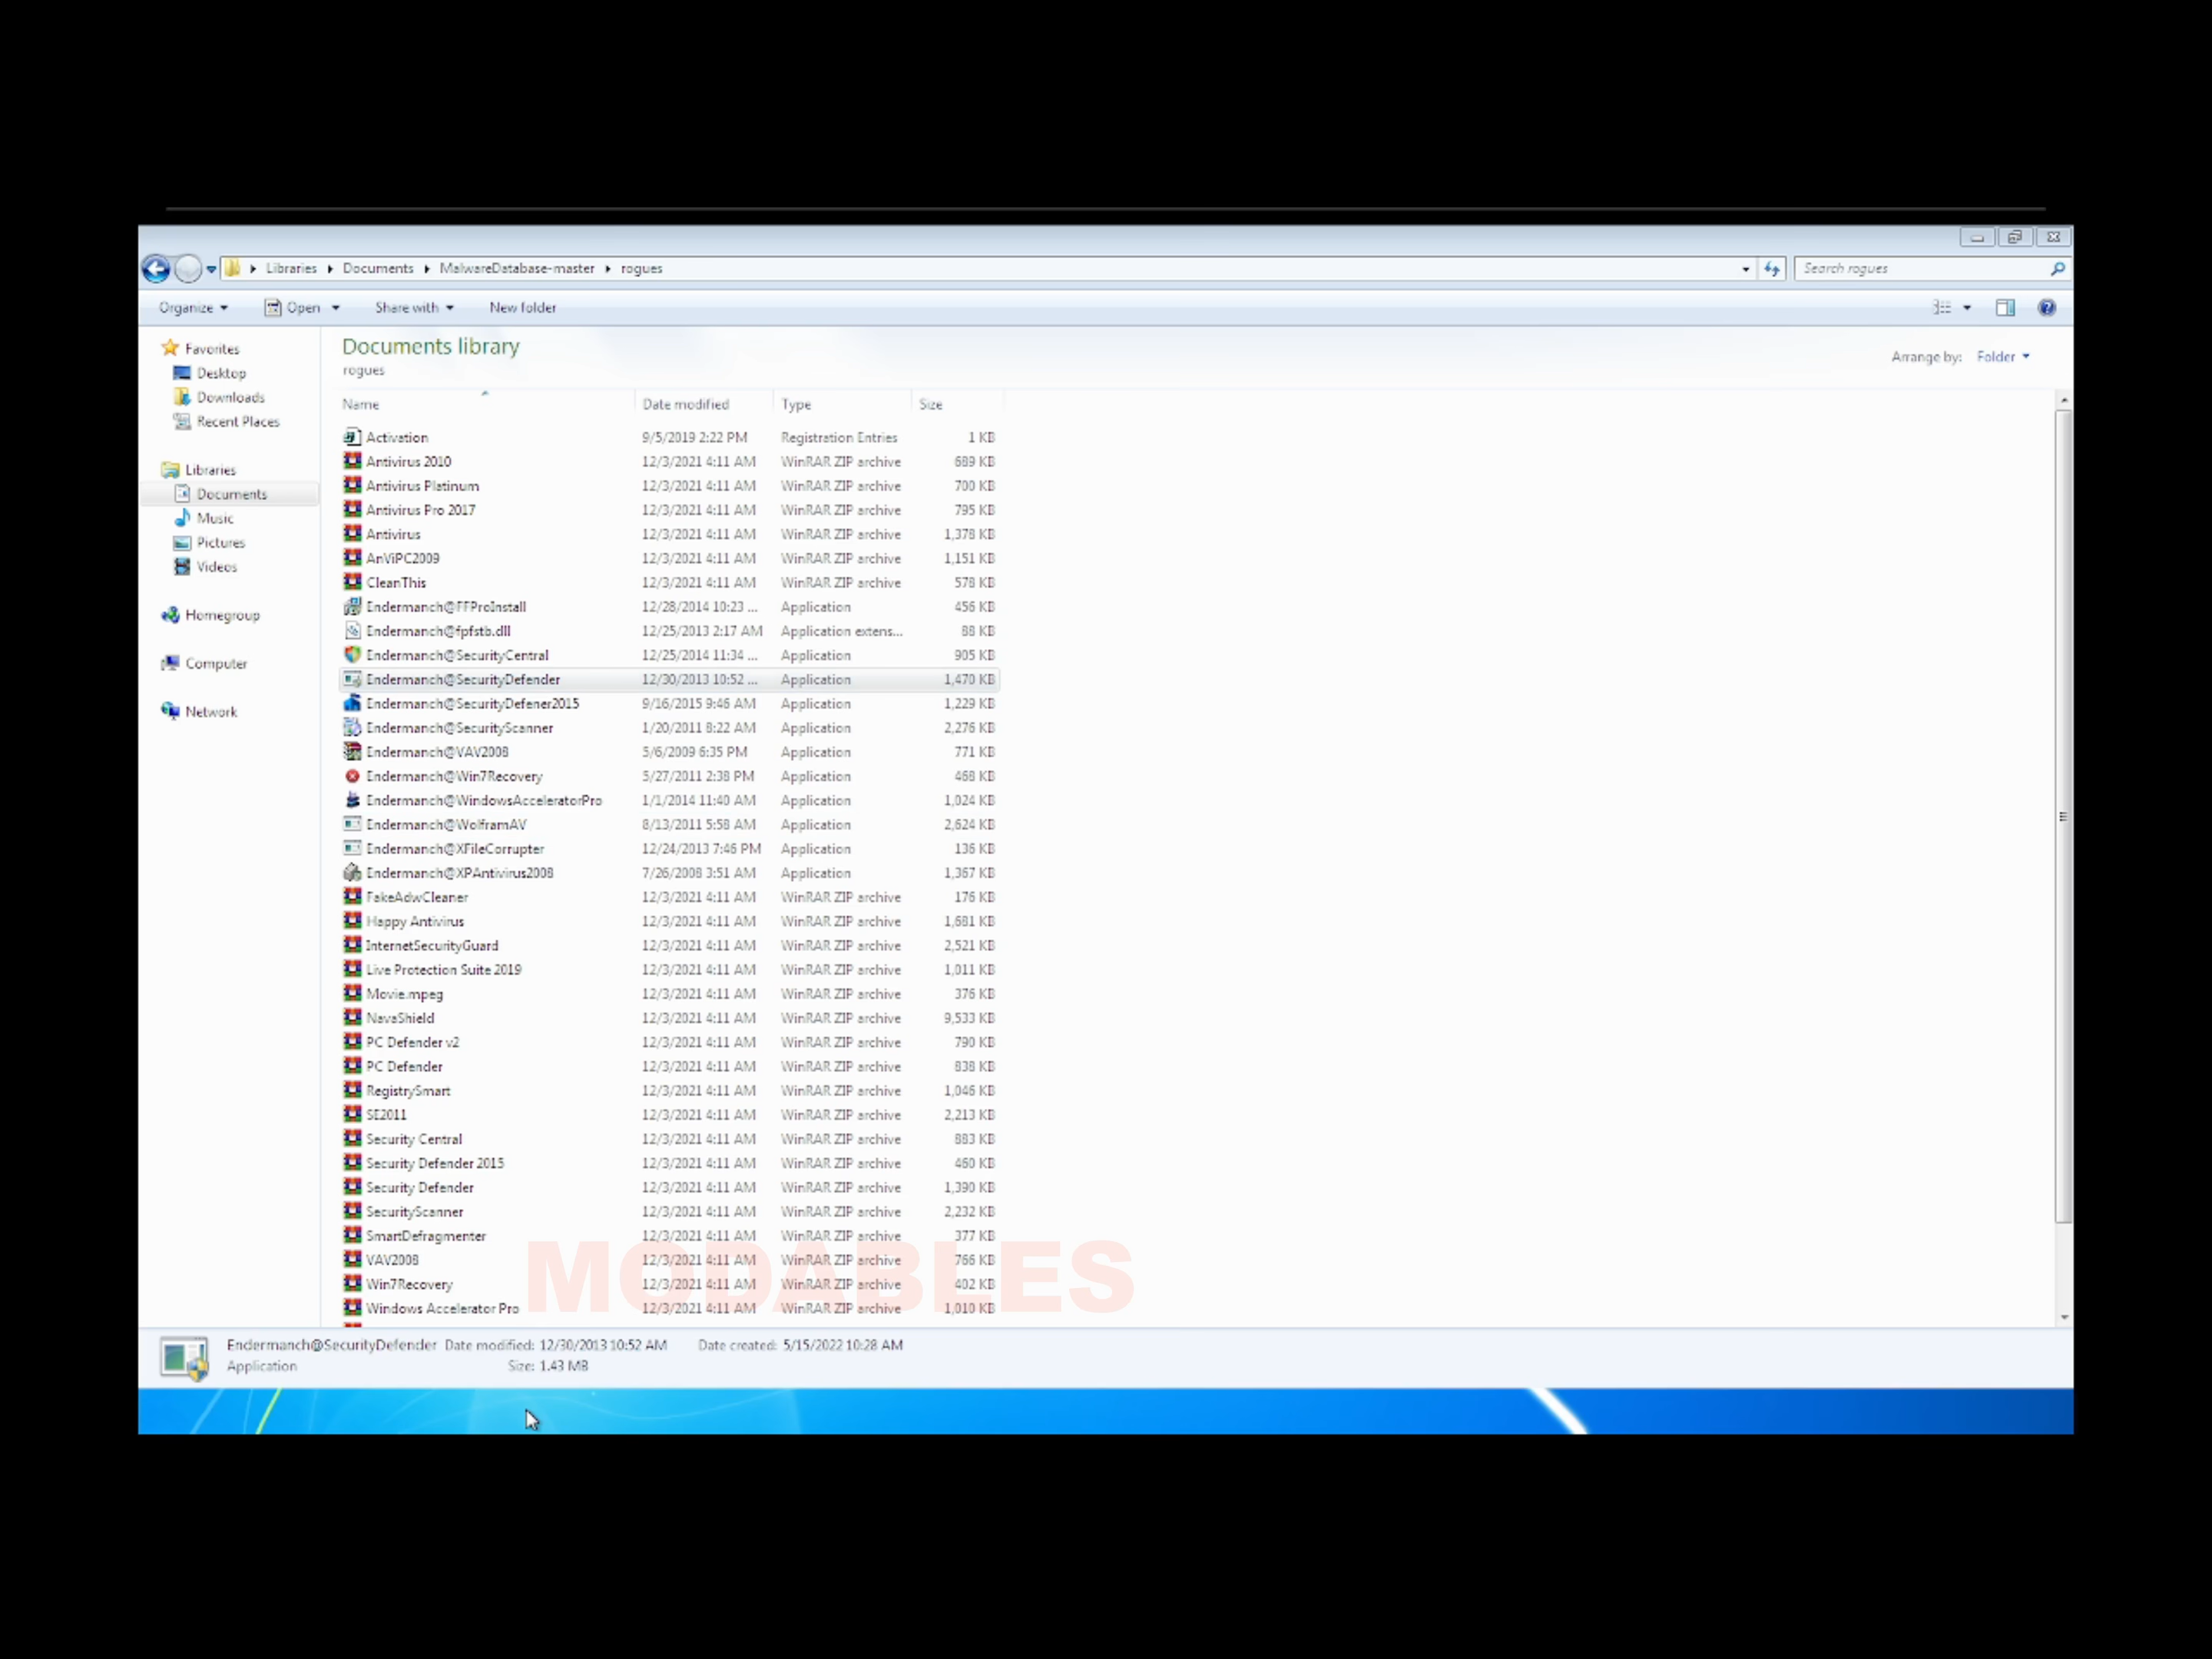 Libraries Documents MalwareDatabase-master rogues
Search rogues
Organize Open Share with New folder
Documents library
rogues
Arrange by: Folder
Favorites
Desktop
Downloads
Recent Places
Libraries
Documents
Music
Pictures
Videos
Homegroup
Computer
Network
Name Date modified Type Size
Activation 9/5/2019 2:22 PM Registration Entries 1 KB
Antivirus 2010 12/3/2021 4:11 AM WinRAR ZIP archive 689 KB
Antivirus Platinum 12/3/2021 4:11 AM WinRAR ZIP archive 700 KB
Antivirus Pro 2017 12/3/2021 4:11 AM WinRAR ZIP archive 795 KB
Antivirus 12/3/2021 4:11 AM WinRAR ZIP archive 1,378 KB
AnViPC2009 12/3/2021 4:11 AM WinRAR ZIP archive 1,151 KB
CleanThis 12/3/2021 4:11 AM WinRAR ZIP archive 578 KB
Endermanch@FFProInstall 12/28/2014 10:23 ... Application 456 KB
Endermanch@fpfstb.dll 12/25/2013 2:17 AM Application extens... 88 KB
Endermanch@SecurityCentral 12/25/2014 11:34 ... Application 905 KB
Endermanch@SecurityDefender 12/30/2013 10:52 ... Application 1,470 KB
Endermanch@SecurityDefener2015 9/16/2015 9:46 AM Application 1,229 KB
Endermanch@SecurityScanner 1/20/2011 8:22 AM Application 2,276 KB
Endermanch@VAV2008 5/6/2009 6:35 PM Application 771 KB
Endermanch@Win7Recovery 5/27/2011 2:38 PM Application 468 KB
Endermanch@WindowsAcceleratorPro 1/1/2014 11:40 AM Application 1,024 KB
Endermanch@WolframAV 8/13/2011 5:58 AM Application 2,624 KB
Endermanch@XFileCorrupter 12/24/2013 7:46 PM Application 136 KB
Endermanch@XPAntivirus2008 7/26/2008 3:51 AM Application 1,367 KB
FakeAdwCleaner 12/3/2021 4:11 AM WinRAR ZIP archive 176 KB
Happy Antivirus 12/3/2021 4:11 AM WinRAR ZIP archive 1,681 KB
InternetSecurityGuard 12/3/2021 4:11 AM WinRAR ZIP archive 2,521 KB
Live Protection Suite 2019 12/3/2021 4:11 AM WinRAR ZIP archive 1,011 KB
Movie.mpeg 12/3/2021 4:11 AM WinRAR ZIP archive 376 KB
NavaShield 12/3/2021 4:11 AM WinRAR ZIP archive 9,533 KB
PC Defender v2 12/3/2021 4:11 AM WinRAR ZIP archive 790 KB
PC Defender 12/3/2021 4:11 AM WinRAR ZIP archive 838 KB
RegistrySmart 12/3/2021 4:11 AM WinRAR ZIP archive 1,046 KB
SE2011 12/3/2021 4:11 AM WinRAR ZIP archive 2,213 KB
Security Central 12/3/2021 4:11 AM WinRAR ZIP archive 883 KB
Security Defender 2015 12/3/2021 4:11 AM WinRAR ZIP archive 460 KB
Security Defender 12/3/2021 4:11 AM WinRAR ZIP archive 1,390 KB
SecurityScanner 12/3/2021 4:11 AM WinRAR ZIP archive 2,232 KB
SmartDefragmenter 12/3/2021 4:11 AM WinRAR ZIP archive 377 KB
VAV2008 12/3/2021 4:11 AM WinRAR ZIP archive 766 KB
Win7Recovery 12/3/2021 4:11 AM WinRAR ZIP archive 402 KB
Windows Accelerator Pro 12/3/2021 4:11 AM WinRAR ZIP archive 1,010 KB
MODABLES
Endermanch@SecurityDefender Date modified: 12/30/2013 10:52 AM Date created: 5/15/2022 10:28 AM
Application Size: 1.43 MB